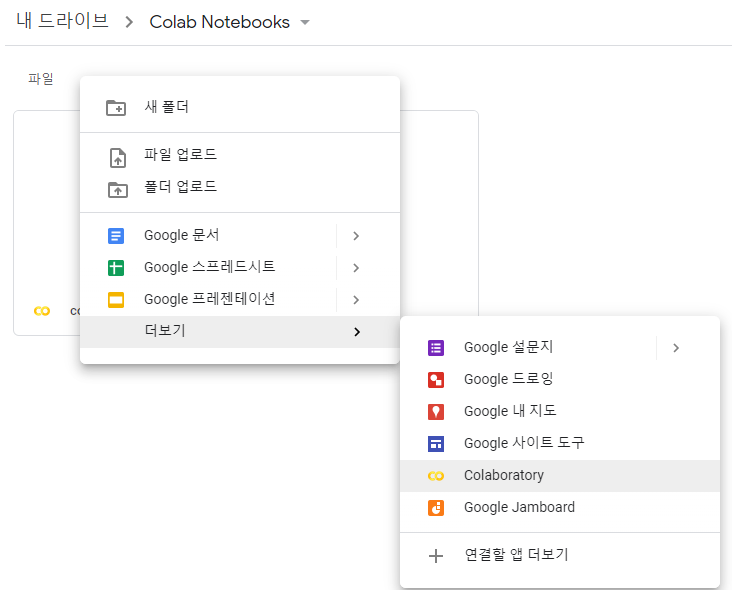 내 드라이브 > Colab Notebooks
파일
새 폴더
파일 업로드
폴더 업로드
Google 문서
Google 스프레드시트
Google 프레젠테이션
더보기
Google 설문지
Google 드로잉
Google 내 지도
Google 사이트 도구
Colaboratory
Google Jamboard
연결할 앱 더보기